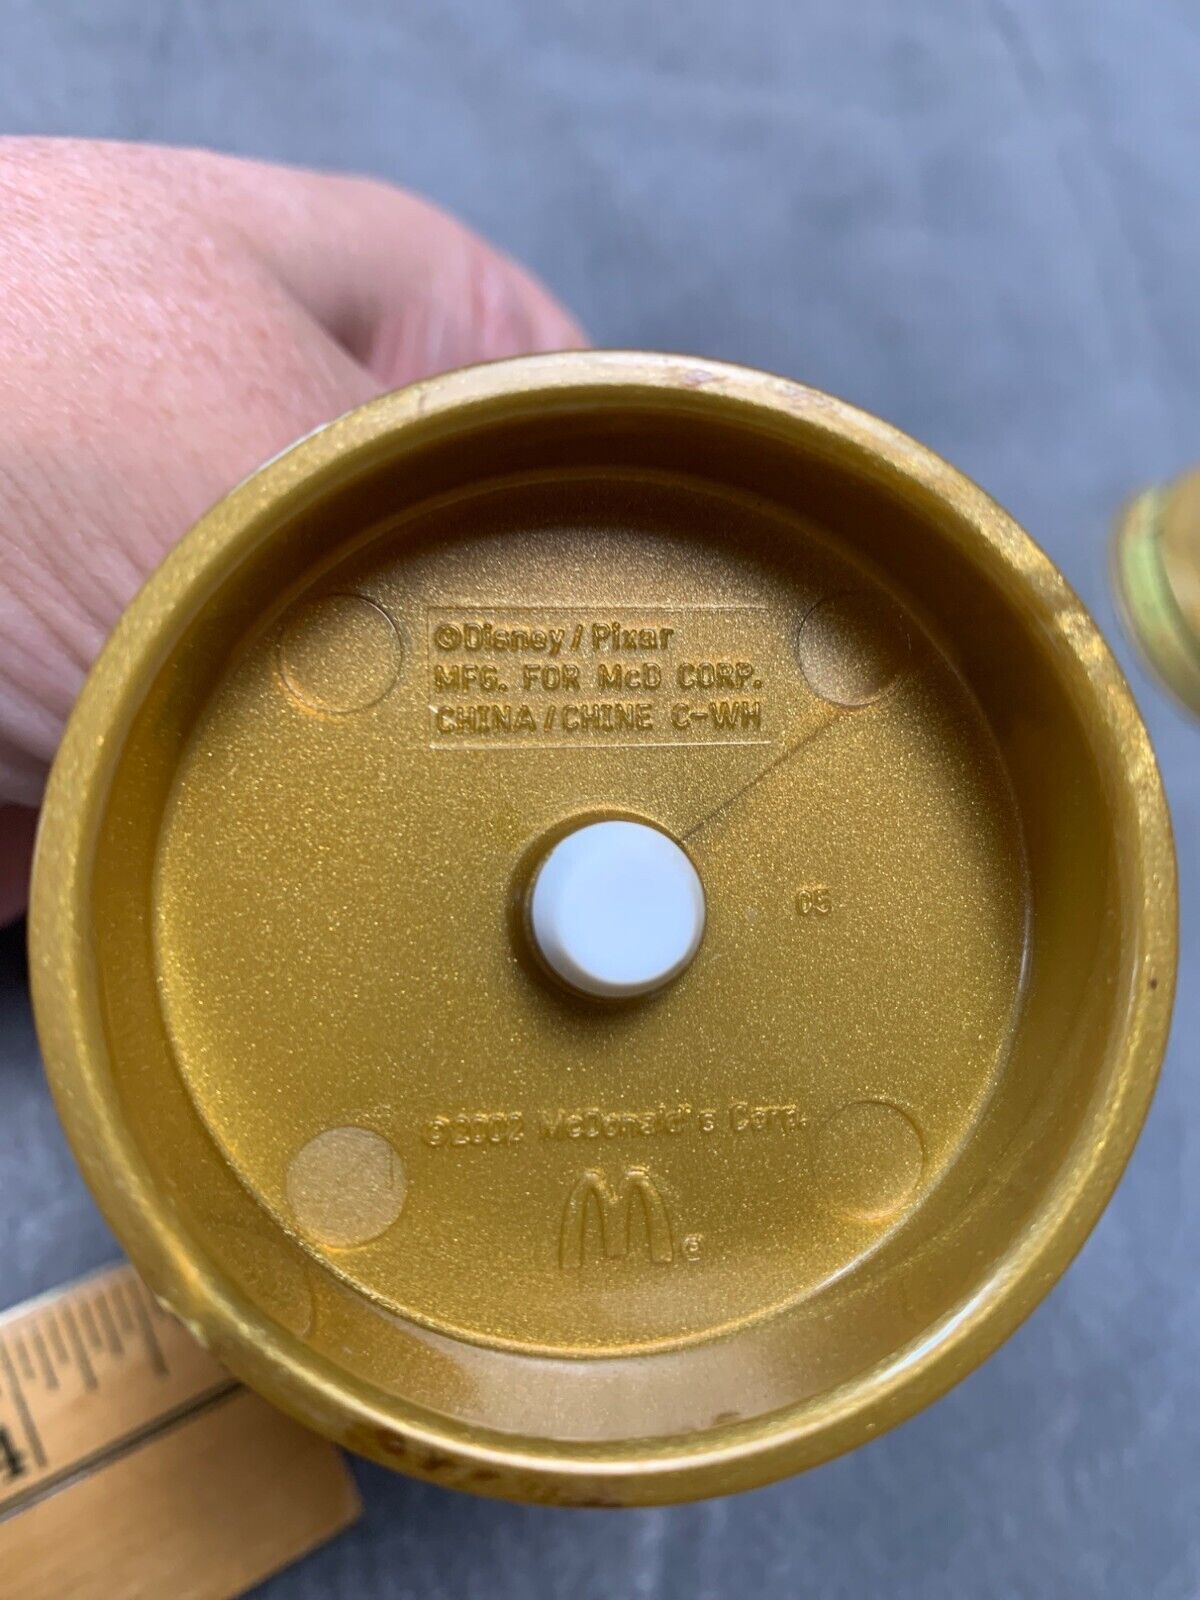 ©Disney/Pixar
MFG. FOR McD CORP.
CHINA/CHINE C-WH
05
©2002 McDonald's Corp.
M®